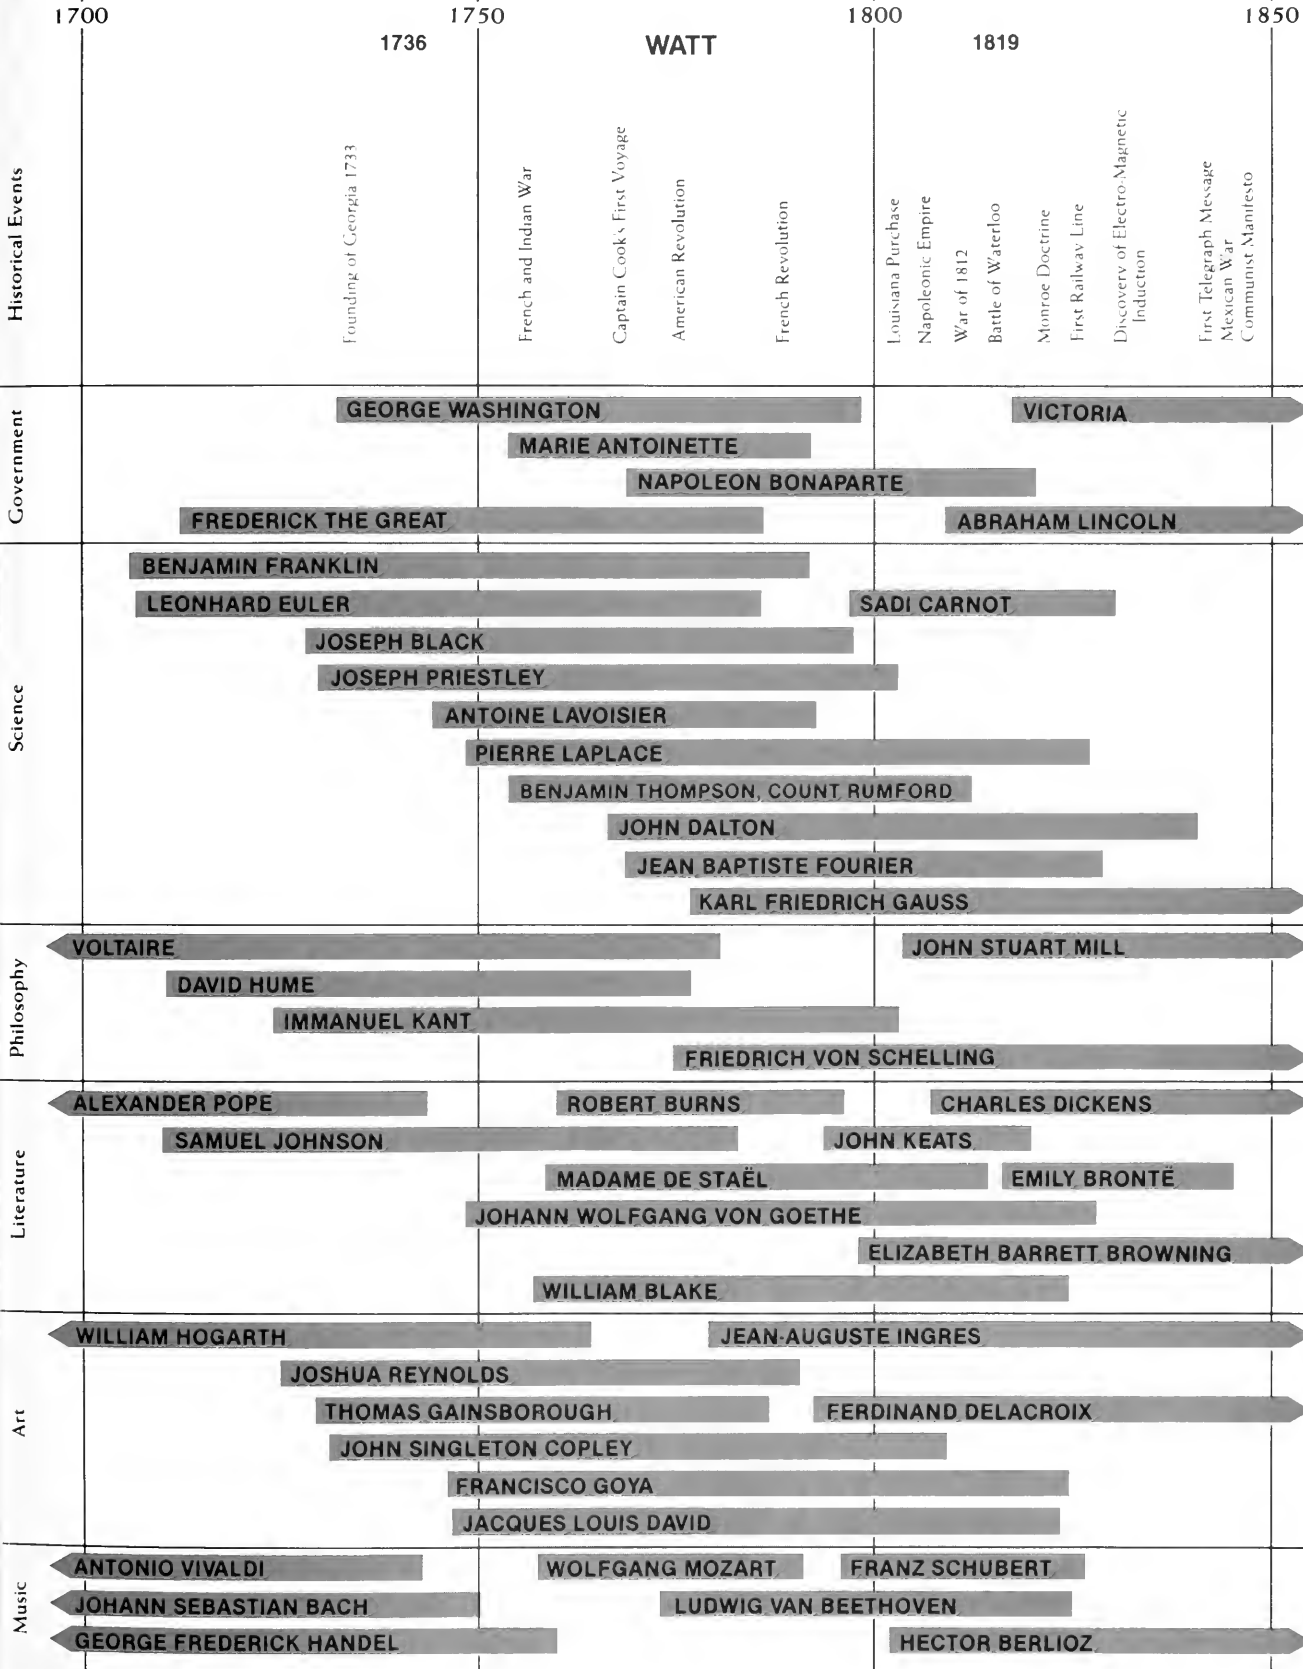 1700 1750 1800 1850
1736 WATT 1819
Historical Events
Founding of Georgia 1733
French and Indian War
Captain Cook's First Voyage
American Revolution
French Revolution
Louisiana Purchase
Napoleonic Empire
War of 1812
Battle of Waterloo
Monroe Doctrine
First Railway Line
Discovery of Electro-Magnetic
Induction
First Telegraph Message
Mexican War
Communist Manifesto
Government
GEORGE WASHINGTON VICTORIA
MARIE ANTOINETTE
NAPOLEON BONAPARTE
FREDERICK THE GREAT ABRAHAM LINCOLN
Science
BENJAMIN FRANKLIN
LEONHARD EULER SADI CARNOT
JOSEPH BLACK
JOSEPH PRIESTLEY
ANTOINE LAVOISIER
PIERRE LAPLACE
BENJAMIN THOMPSON, COUNT RUMFORD
JOHN DALTON
JEAN BAPTISTE FOURIER
KARL FRIEDRICH GAUSS
Philosophy
VOLTAIRE JOHN STUART MILL
DAVID HUME
IMMANUEL KANT
FRIEDRICH VON SCHELLING
Literature
ALEXANDER POPE ROBERT BURNS CHARLES DICKENS
SAMUEL JOHNSON JOHN KEATS
MADAME DE STAËL EMILY BRONTË
JOHANN WOLFGANG VON GOETHE
ELIZABETH BARRETT BROWNING
WILLIAM BLAKE
Art
WILLIAM HOGARTH JEAN-AUGUSTE INGRES
JOSHUA REYNOLDS
THOMAS GAINSBOROUGH FERDINAND DELACROIX
JOHN SINGLETON COPLEY
FRANCISCO GOYA
JACQUES LOUIS DAVID
Music
ANTONIO VIVALDI WOLFGANG MOZART FRANZ SCHUBERT
JOHANN SEBASTIAN BACH LUDWIG VAN BEETHOVEN
GEORGE FREDERICK HANDEL HECTOR BERLIOZ